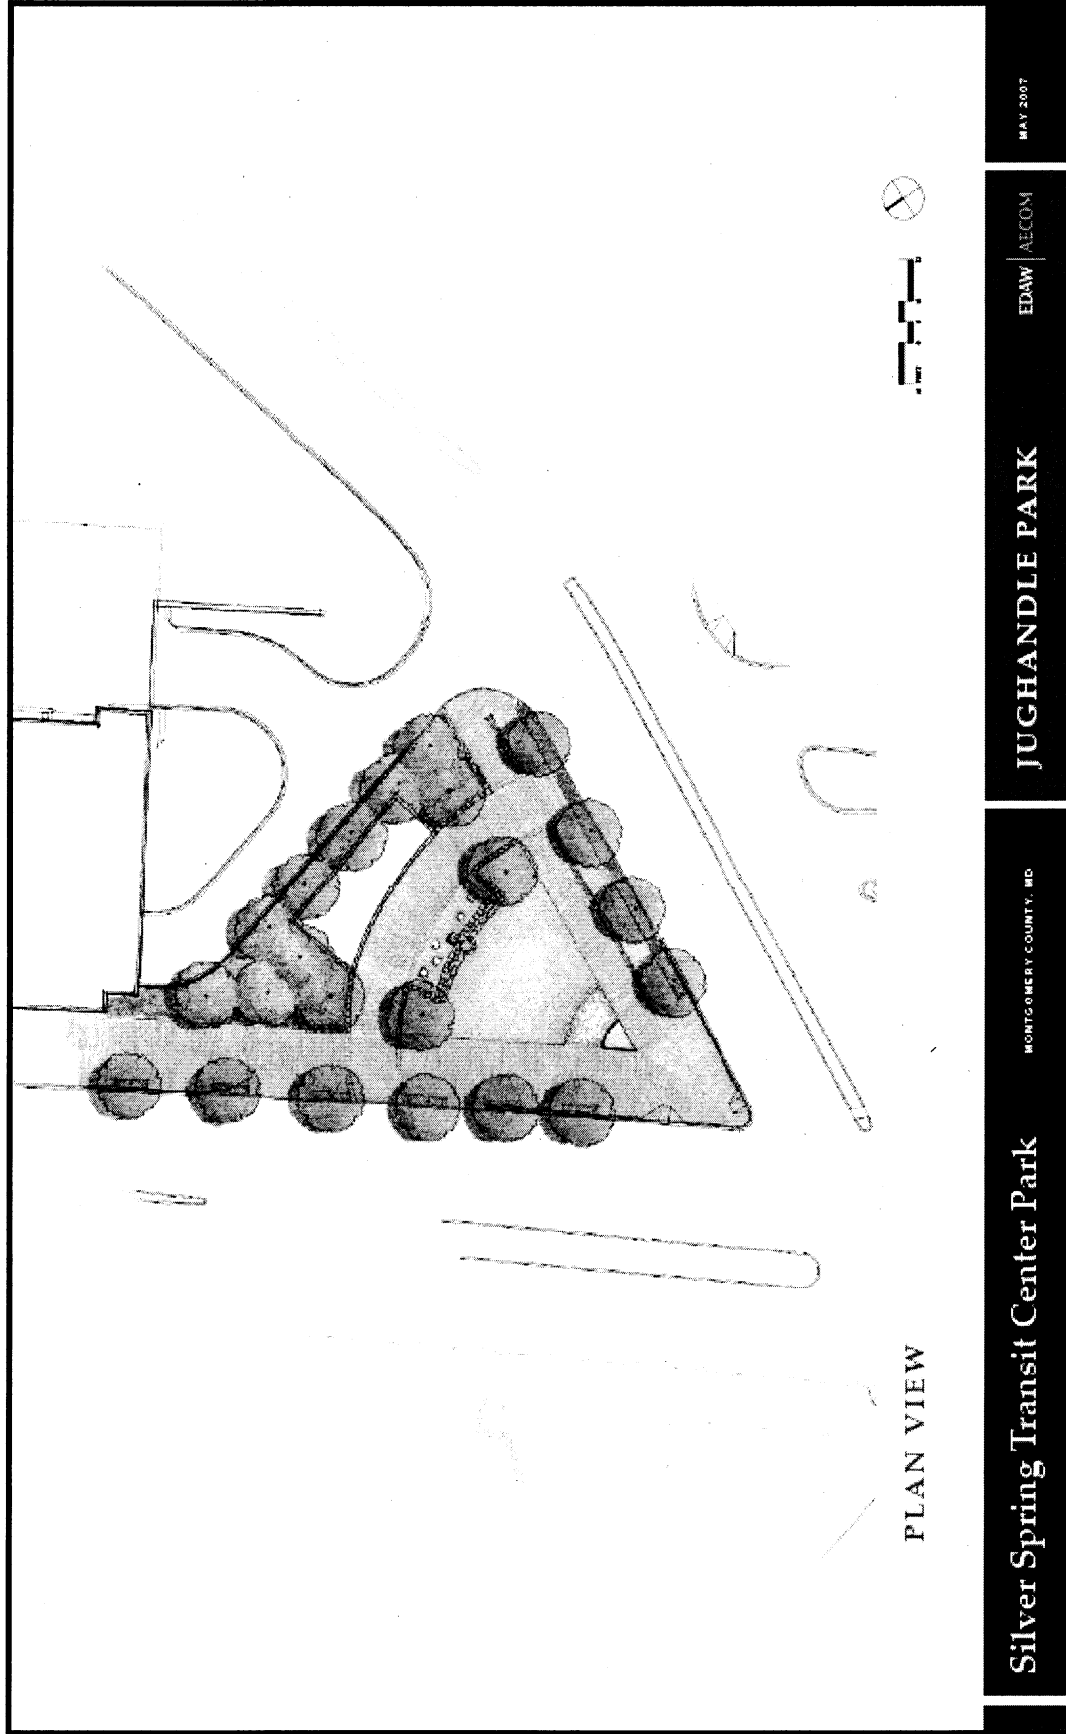 PLAN VIEW
Silver Spring Transit Center Park
MONTGOMERY COUNTY, MD
JUGHANDLE PARK
EDAW | AECOM
MAY 2007